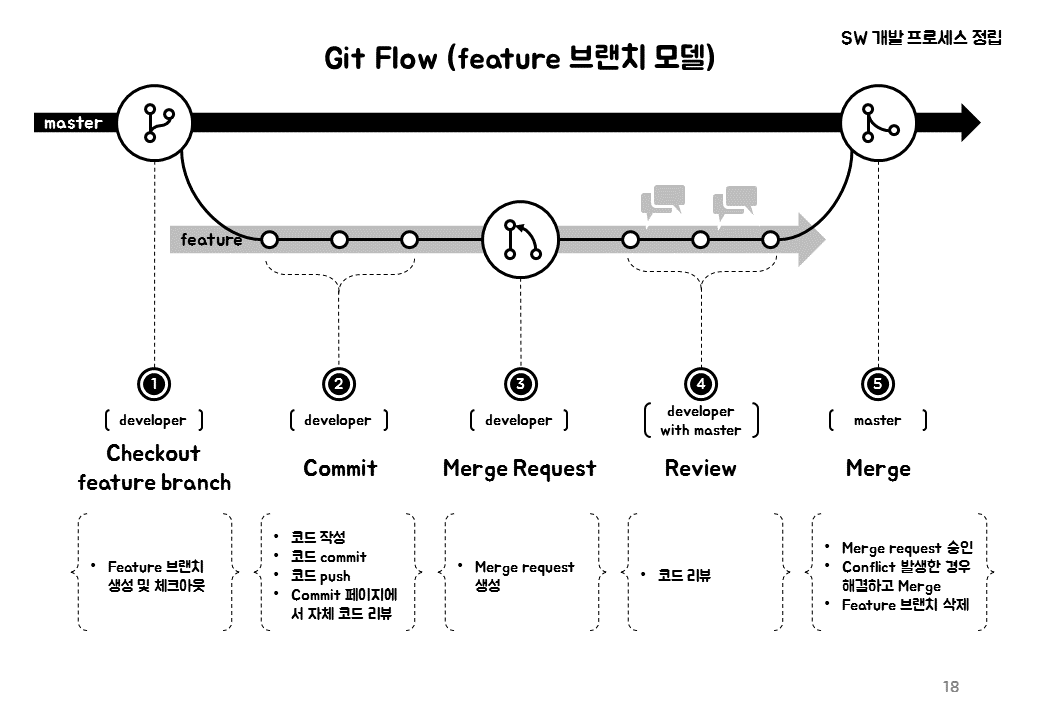 SW 개발 프로세스 정립
Git Flow (feature 브랜치 모델)
master
feature
1
2
3
4
5
developer
developer
developer
developer
with master
master
Checkout
feature branch
Commit
Merge Request
Review
Merge
• Feature 브랜치
생성 및 체크아웃
• 코드 작성
• 코드 commit
• 코드 push
• Commit 페이지에
서 자체 코드 리뷰
• Merge request
생성
• 코드 리뷰
• Merge request 승인
• Conflict 발생한 경우
해결하고 Merge
• Feature 브랜치 삭제
18